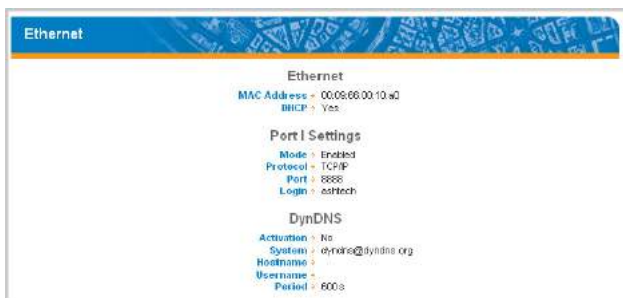 Ethernet
Ethernet
MAC Address 00:09:66:00:10:a0
DHCP Yes
Port I Settings
Mode Enabled
Protocol TCP/IP
Port 8888
Login ashtech
DynDNS
Activation No
System dyndns@dyndns.org
Hostname
Username
Period 600 s